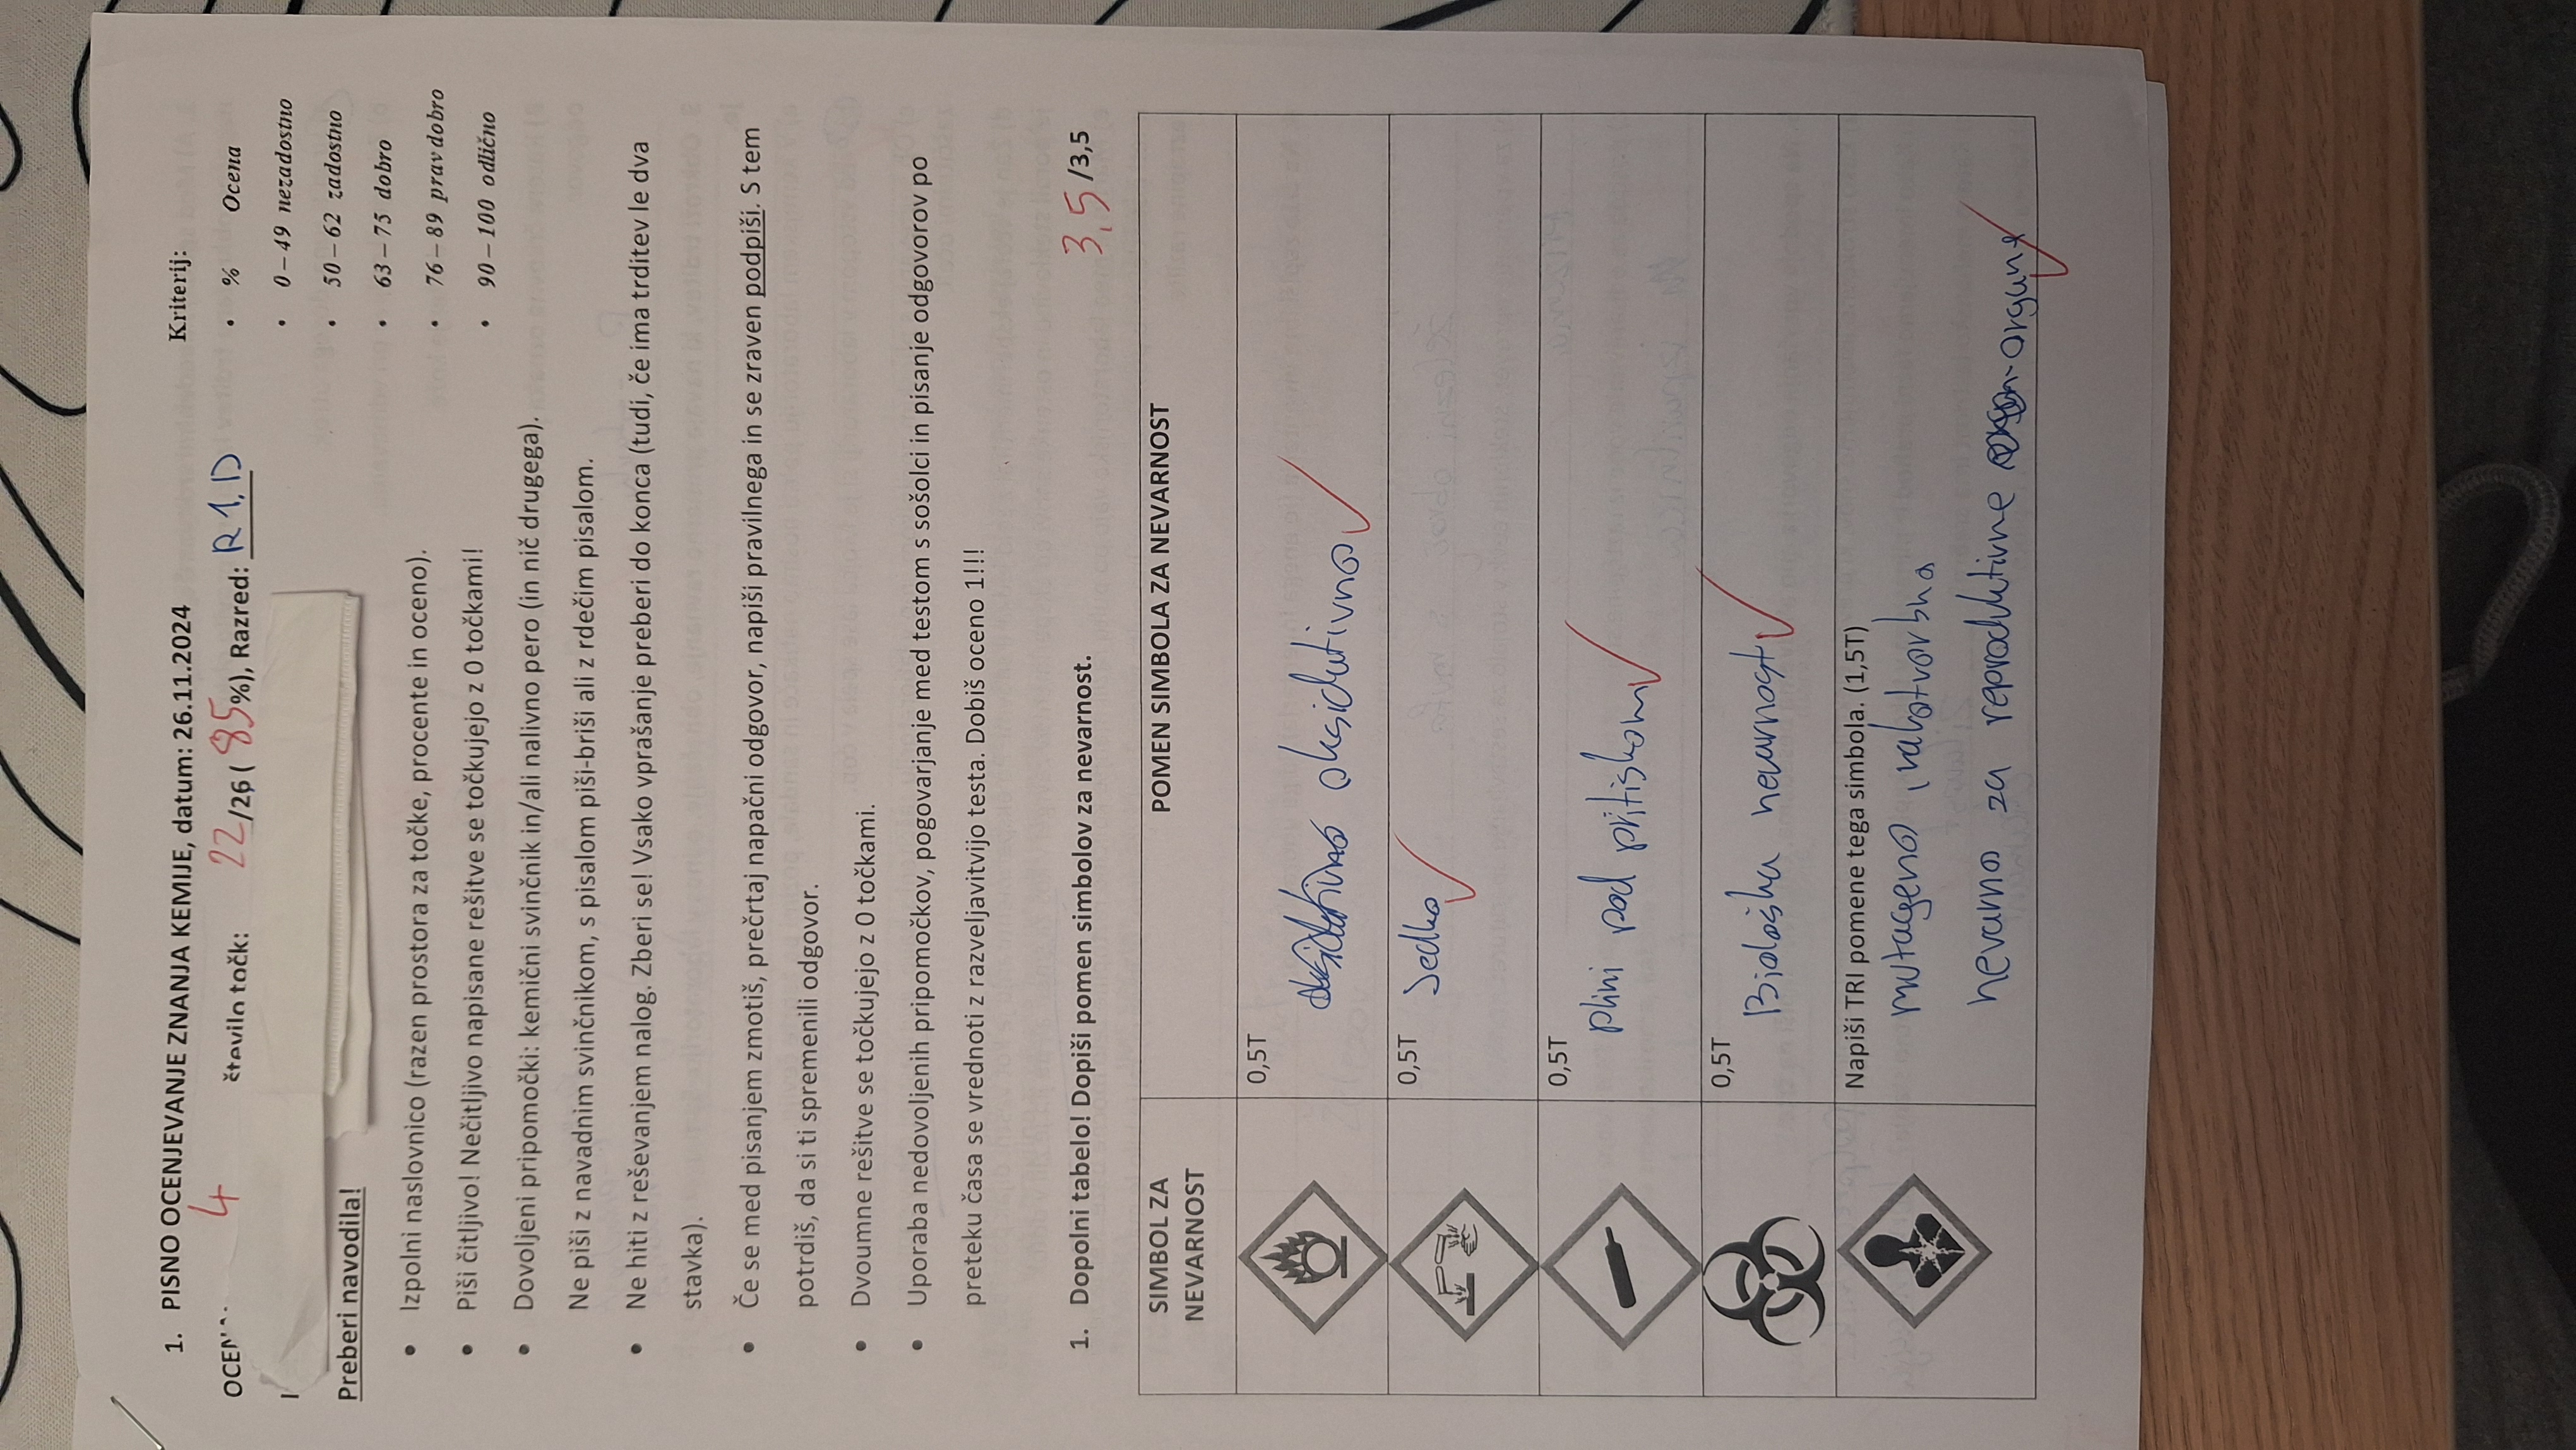 1. PISNO OCENJEVANJE ZNANJA KEMIJE, datum: 26.11.2024
Kriterij:
4 število točk: 22/26 (85%), Razred: R 1. D
• % Ocena
• 0 – 49 nezadostno
• 50 – 62 zadostno
• 63 – 75 dobro
• 76 – 89 prav dobro
• 90 – 100 odlično
Preberi navodila!
• Izpolni naslovnico (razen prostora za točke, procente in oceno).
• Piši čitljivo! Nečitljivo napisane rešitve se točkujejo z 0 točkami!
• Dovoljeni pripomočki: kemični svinčnik in/ali nalivno pero (in nič drugega).
Ne piši z navadnim svinčnikom, s pisalom piši-briši ali z rdečim pisalom.
• Ne hiti z reševanjem nalog. Zberi se! Vsako vprašanje preberi do konca (tudi, če ima trditev le dva
stavka).
• Če se med pisanjem zmotiš, prečrtaj napačni odgovor, napiši pravilnega in se zraven podpiši. S tem
potrdiš, da si ti spremenili odgovor.
• Dvoumne rešitve se točkujejo z 0 točkami.
• Uporaba nedovoljenih pripomočkov, pogovarjanje med testom s sošolci in pisanje odgovorov po
preteku časa se vrednoti z razveljavitvijo testa. Dobiš oceno 1!!!
1. Dopolni tabelo! Dopiši pomen simbolov za nevarnost. 3,5/3,5
SIMBOL ZA
NEVARNOST
POMEN SIMBOLA ZA NEVARNOST
0,5T
oksidativno
0,5T Jedko
0,5T
Plini pod pritiskom
0,5T
Biološka nevarnost
Napiši TRI pomene tega simbola. (1,5T)
mutageno, rakotvorbna
nevarno za reproduktivne organe